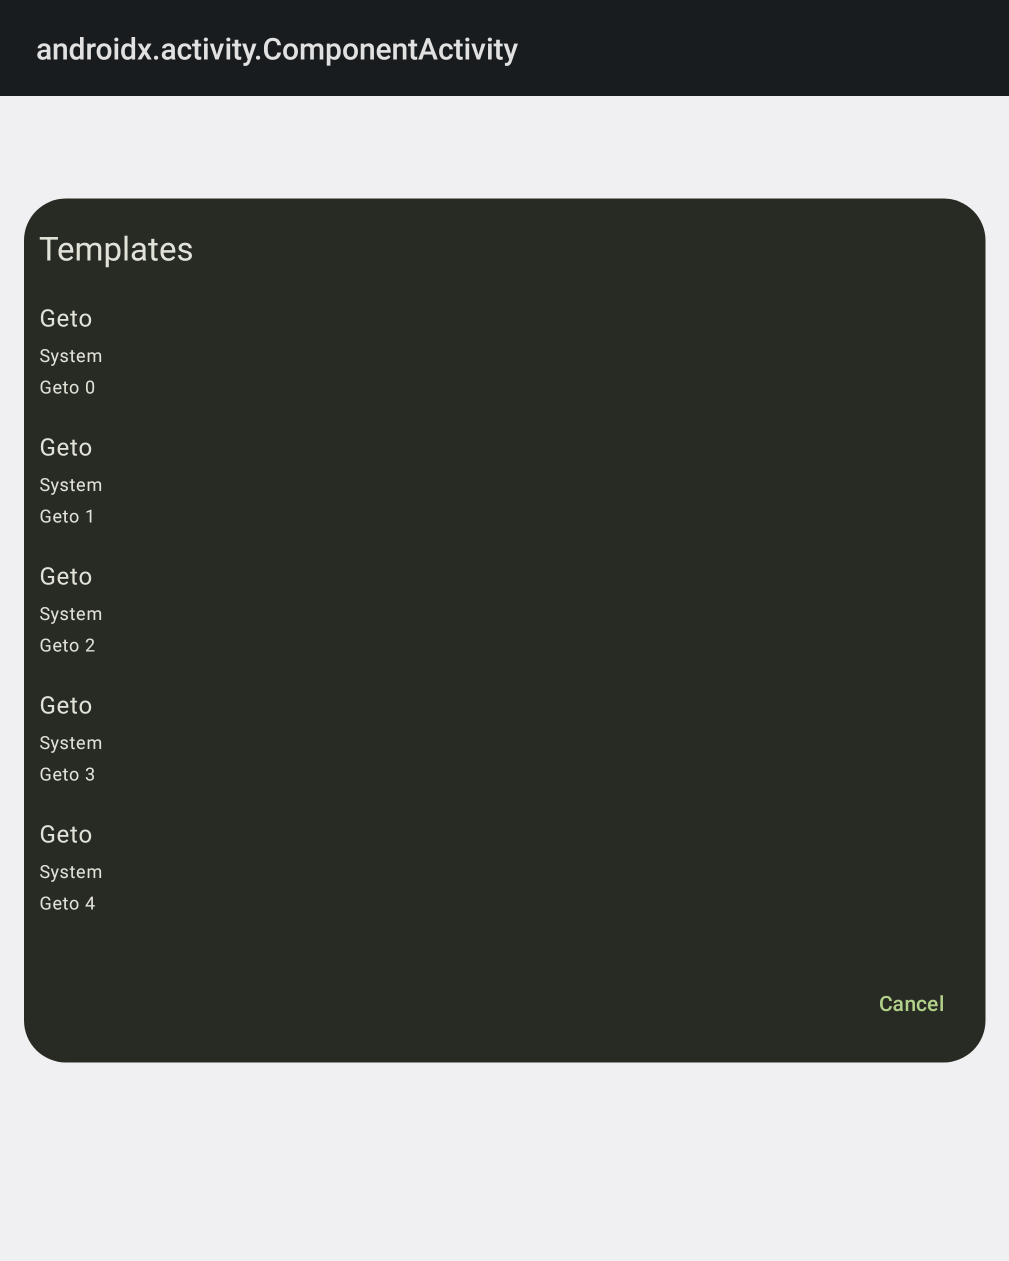 androidx.activity.ComponentActivity
Templates
Geto
System
Geto 0
Geto
System
Geto 1
Geto
System
Geto 2
Geto
System
Geto 3
Geto
System
Geto 4
Cancel